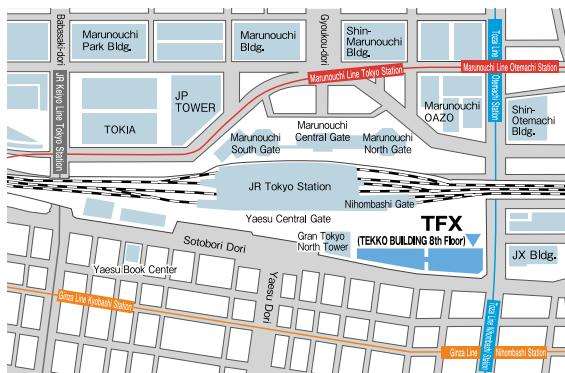 Babasaki-dori
Gyoukou-dori
Marunouchi
Park Bldg.
Marunouchi
Bldg.
Shin-
Marunouchi
Bldg.
Tozai Line
Otemach Station
Marunouchi Line Otemachi Station
Marunouchi Line Tokyo Station
JR Keiyo Line Tokyo Station
JP
TOWER
TOKIA
Marunouchi
OAZO
Shin-
Otemachi
Bldg.
Marunouchi
South Gate
Marunouchi
Central Gate
Marunouchi
North Gate
JR Tokyo Station
Nihombashi Gate
Yaesu Central Gate
TFX
(TEKKO BUILDING 8th Floor)
Gran Tokyo
North Tower
Sotobori Dori
JX Bldg.
Yaesu Book Center
Yaesu Dori
Ginza Line Kyobashi Station
Tozai Line Nihombashi Station
Ginza Line
Nihombashi Station